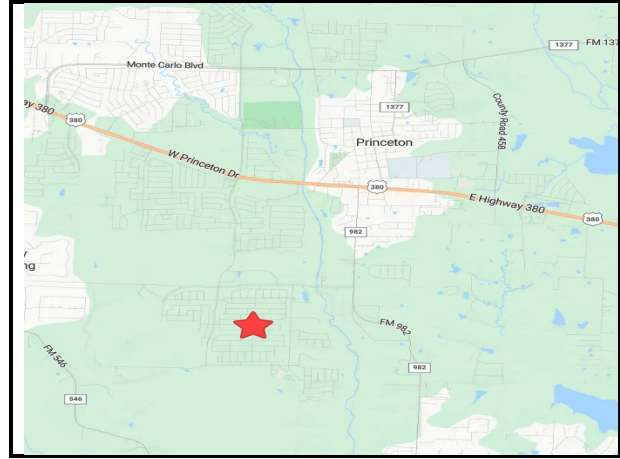 1377
FM 137
Monte Carlo Blvd
ay 380
380
1377
County Road 458
Princeton
W Princeton Dr
380
E Highway 380
380
982
y
ng
FM 982
FM 546
982
546